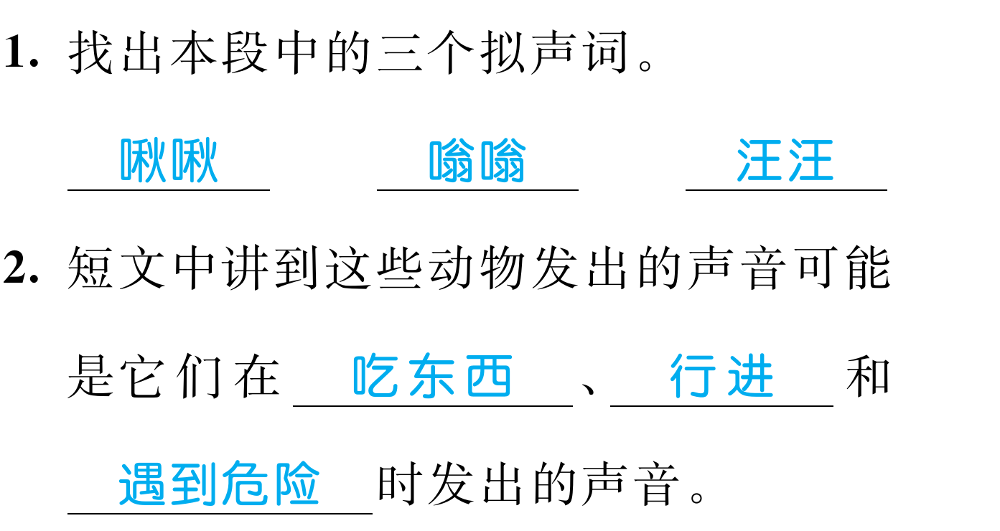 1. 找出本段中的三个拟声词。
啾啾 嗡嗡 汪汪
2. 短文中讲到这些动物发出的声音可能
是它们在 吃东西 、 行进 和
遇到危险 时发出的声音。